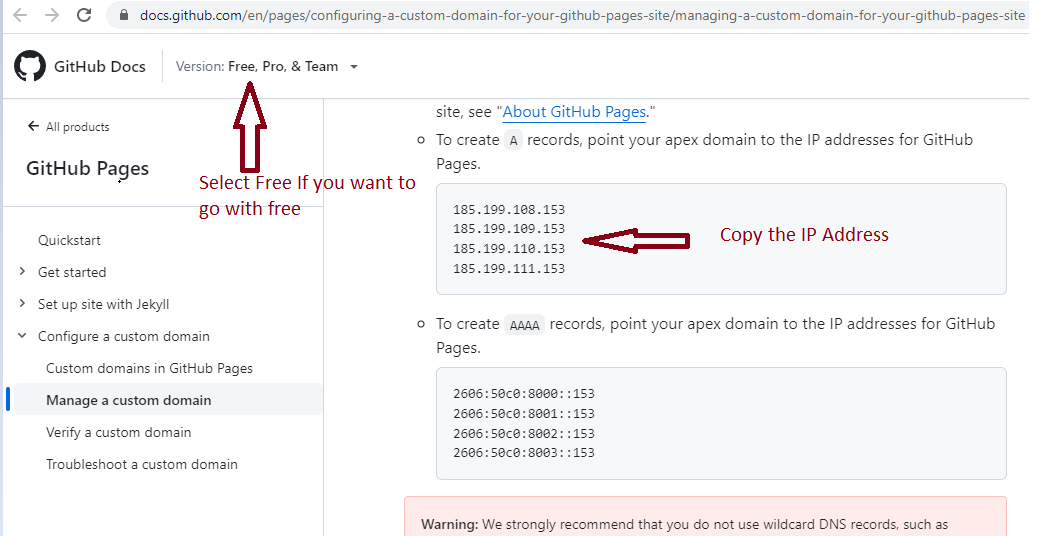 docs.github.com/en/pages/configuring-a-custom-domain-for-your-github-pages-site/managing-a-custom-domain-for-your-github-pages-site
GitHub Docs
Version: Free, Pro, & Team
All products
GitHub Pages
Quickstart
Get started
Set up site with Jekyll
Configure a custom domain
Custom domains in GitHub Pages
Manage a custom domain
Verify a custom domain
Troubleshoot a custom domain
Select Free If you want to
go with free
site, see "About GitHub Pages."
To create A records, point your apex domain to the IP addresses for GitHub
Pages.
185.199.108.153
185.199.109.153
185.199.110.153
185.199.111.153
Copy the IP Address
To create AAAA records, point your apex domain to the IP addresses for GitHub
Pages.
2606:50c0:8000::153
2606:50c0:8001::153
2606:50c0:8002::153
2606:50c0:8003::153
Warning: We strongly recommend that you do not use wildcard DNS records, such as